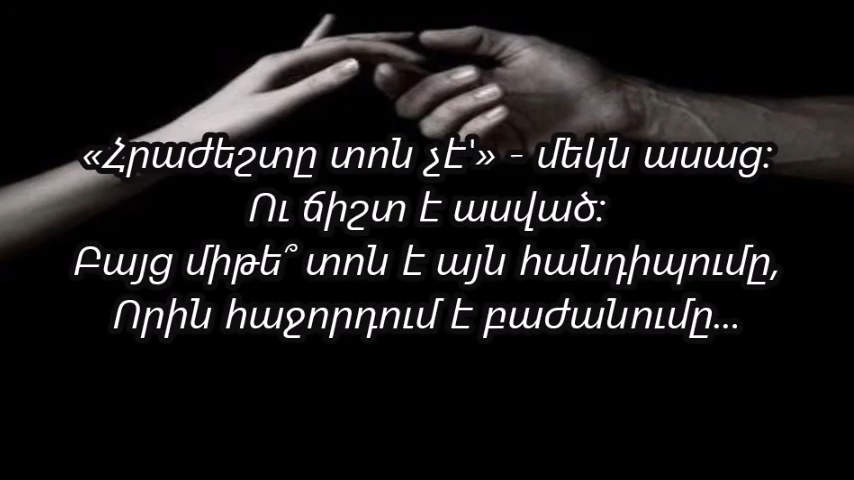 «Հրաժեշտը տոն չէ'» - մեկն ասաց:
Ու ճիշտ է ասված:
Բայց միթե՞ տոն է այն հանդիպումը,
Որին հաջորդում է բաժանումը...